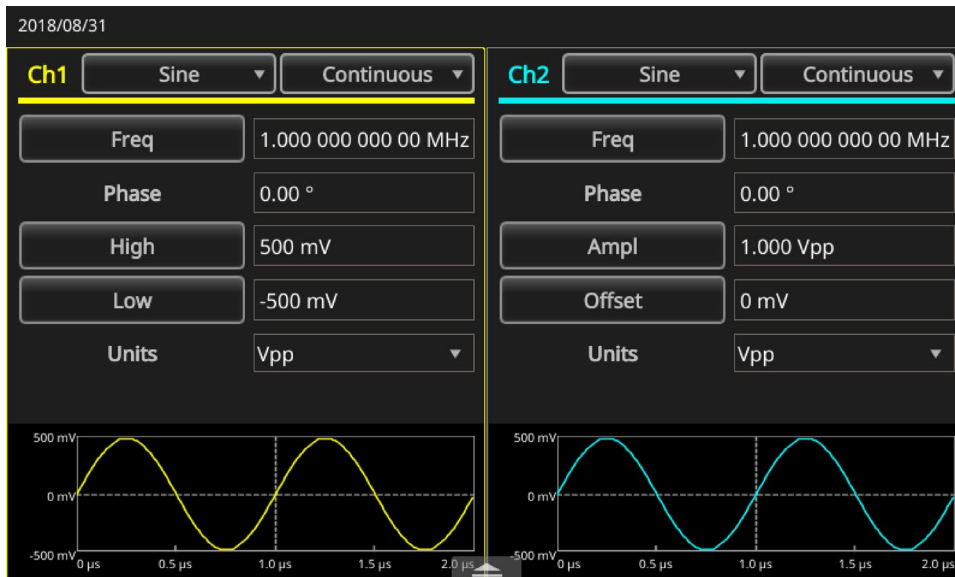 2018/08/31
Ch1 Sine Continuous
Freq 1.000 000 000 00 MHz
Phase 0.00 °
High 500 mV
Low -500 mV
Units Vpp
500 mV
0 mV
-500 mV
0 µs 0.5 µs 1.0 µs 1.5 µs 2.0 µs
Ch2 Sine Continuous
Freq 1.000 000 000 00 MHz
Phase 0.00 °
Ampl 1.000 Vpp
Offset 0 mV
Units Vpp
500 mV
0 mV
-500 mV
0 µs 0.5 µs 1.0 µs 1.5 µs 2.0 µs